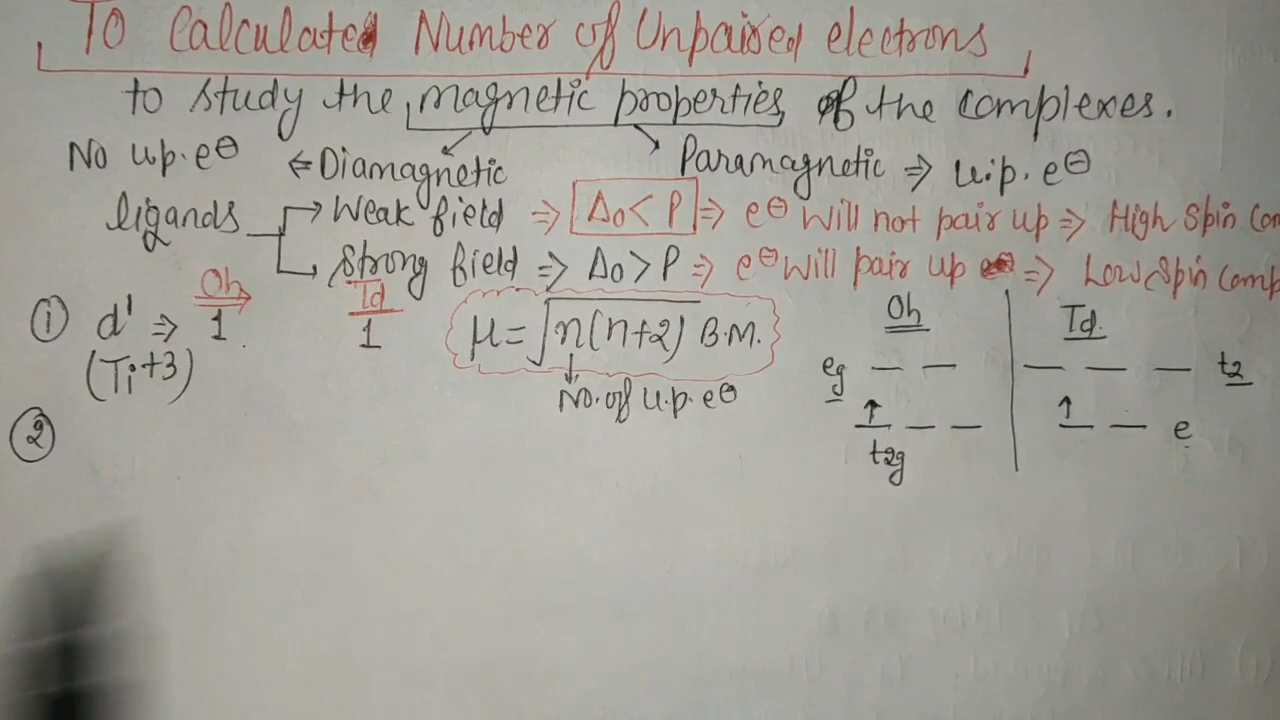 To Calculated Number of Unpaired electrons
to study the magnetic properties of the complexes.
No u.p. e⊖ ⇐ Diamagnetic Paramagnetic ⇒ u.p. e⊖
ligands → Weak field ⇒ Δo < P ⇒ e⊖ will not pair up ⇒ High spin Com
→ Strong field ⇒ Δo > P ⇒ e⊖ will pair up ⇒ Low spin Comp
Oh Td
① d¹ ⇒ 1 1 μ = √n(n+2) B.M.
(Ti+3) No. of u.p. e⊖
Oh Td
eg — — — — — t2
↑ — — ↑ — e
t2g
②